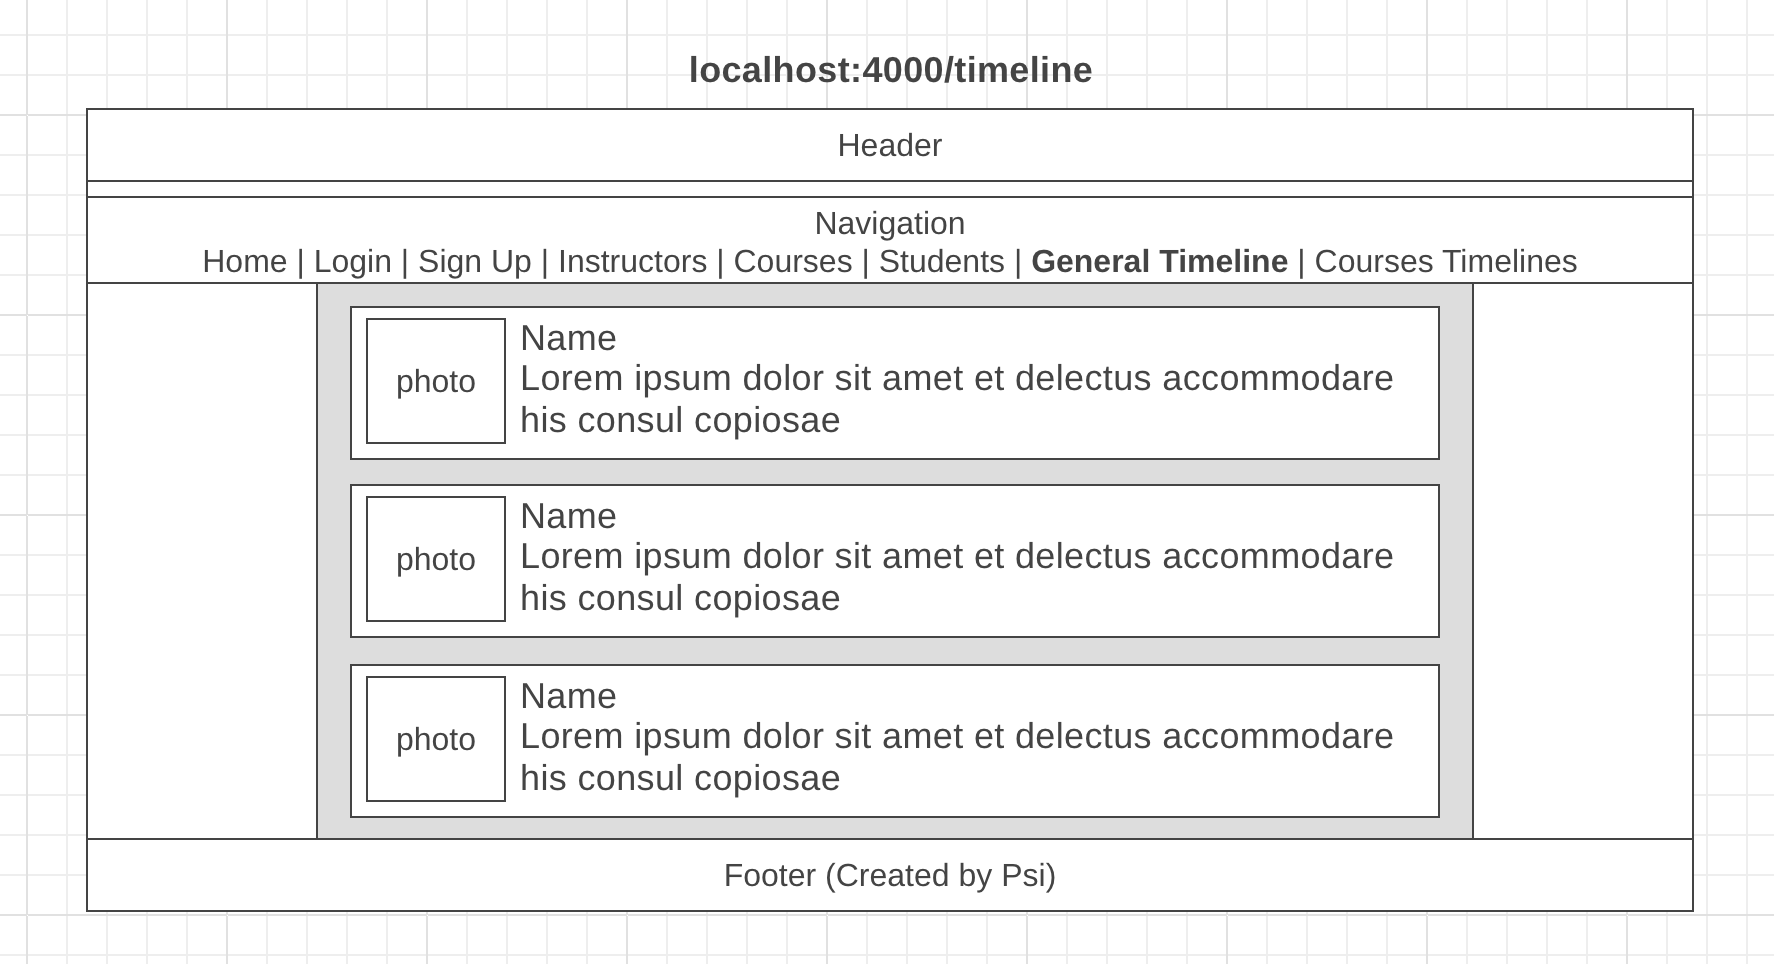 localhost:4000/timeline
Header
Navigation
Home | Login | Sign Up | Instructors | Courses | Students | General Timeline | Courses Timelines
photo
Name
Lorem ipsum dolor sit amet et delectus accommodare
his consul copiosae
photo
Name
Lorem ipsum dolor sit amet et delectus accommodare
his consul copiosae
photo
Name
Lorem ipsum dolor sit amet et delectus accommodare
his consul copiosae
Footer (Created by Psi)